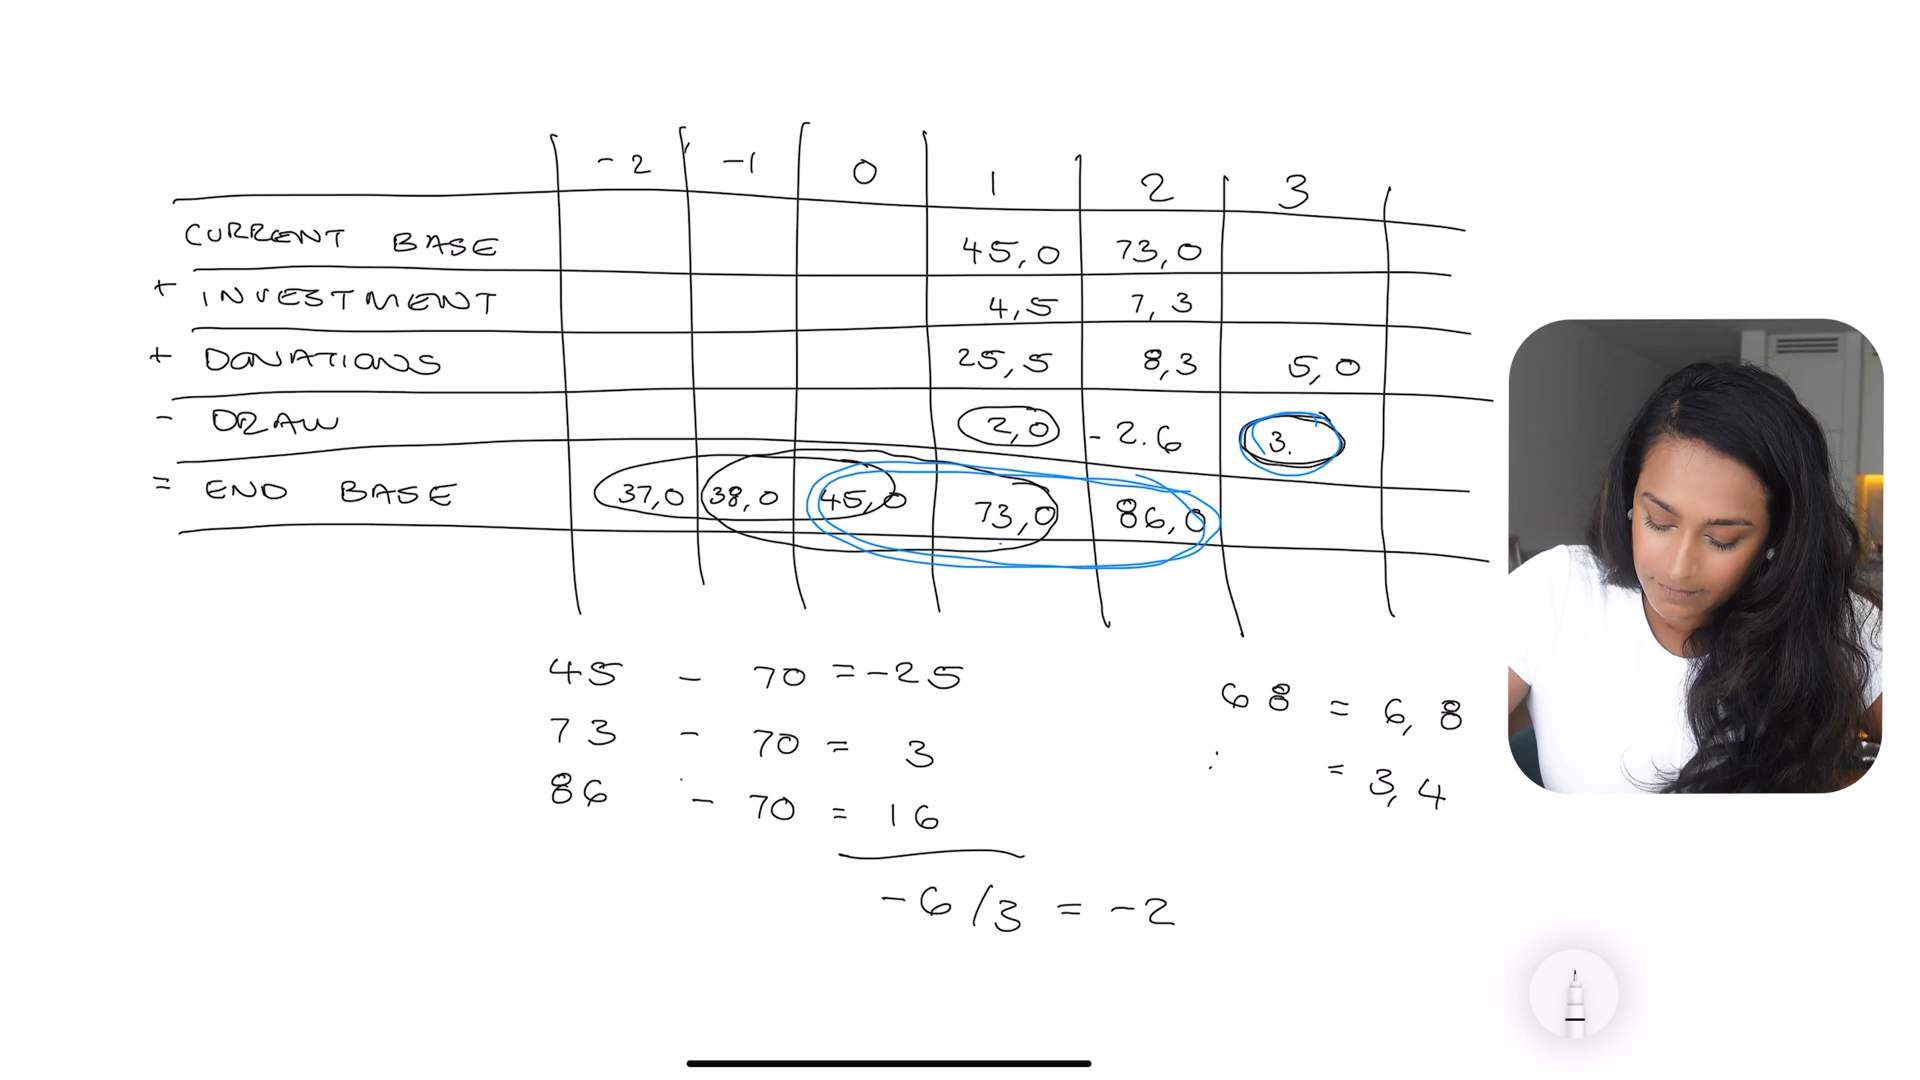 -2 -1 0 1 2 3
CURRENT BASE 45,0 73,0
+ INVESTMENT 4,5 7,3
+ DONATIONS 25,5 8,3 5,0
- DRAW 2,0 -2.6 3.
= END BASE 37,0 38,0 45,0 73,0 86,0
45 - 70 = -25
73 - 70 = 3
86 - 70 = 16
-6/3 = -2
68 = 6,8
: = 3,4